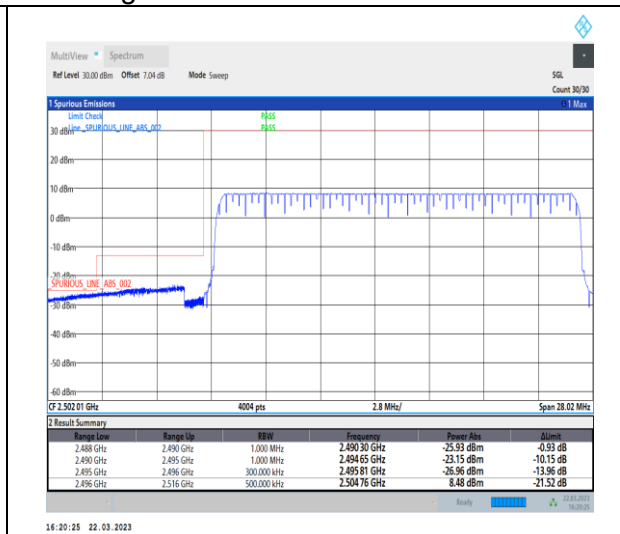 MultiView Spectrum
Ref Level 30.00 dBm Offset 7.04 dB Mode Sweep SGL
Count 30/30
1 Spurious Emissions 1 Max
Limit Check PASS
Line _SPURIOUS_LINE_ABS_002 PASS
30 dBm
20 dBm
10 dBm
0 dBm
-10 dBm
-20 dBm
SPURIOUS_LINE_ABS_002
-30 dBm
-40 dBm
-50 dBm
-60 dBm
CF 2.502 01 GHz 4004 pts 2.8 MHz/ Span 28.02 MHz
2 Result Summary
Range Low Range Up RBW Frequency Power Abs ΔLimit
2.488 GHz 2.490 GHz 1.000 MHz 2.490 30 GHz -25.93 dBm -0.93 dB
2.490 GHz 2.495 GHz 1.000 MHz 2.494 65 GHz -23.15 dBm -10.15 dB
2.495 GHz 2.496 GHz 300.000 kHz 2.495 81 GHz -26.96 dBm -13.96 dB
2.496 GHz 2.516 GHz 500.000 kHz 2.504 76 GHz 8.48 dBm -21.52 dB
Ready 22.03.2023
16:20:25
16:20:25 22.03.2023